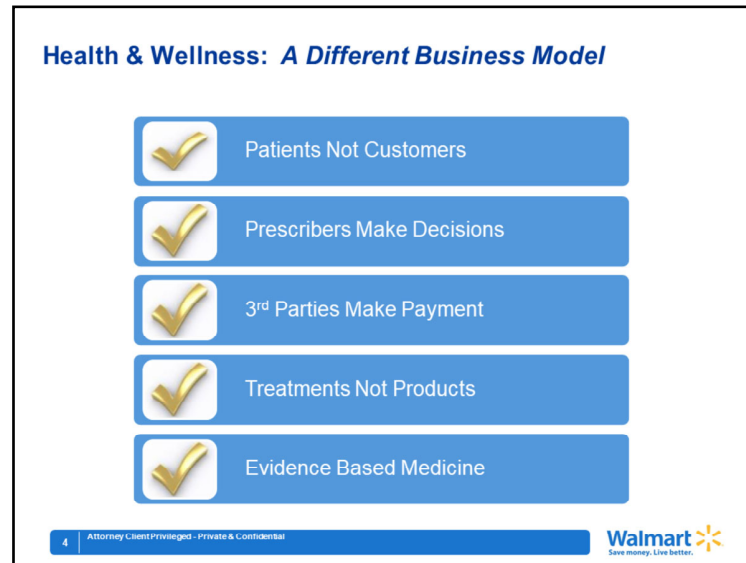 Health & Wellness: A Different Business Model
Patients Not Customers
Prescribers Make Decisions
3rd Parties Make Payment
Treatments Not Products
Evidence Based Medicine
4
Attorney Client Privileged - Private & Confidential
Walmart
Save money. Live better.